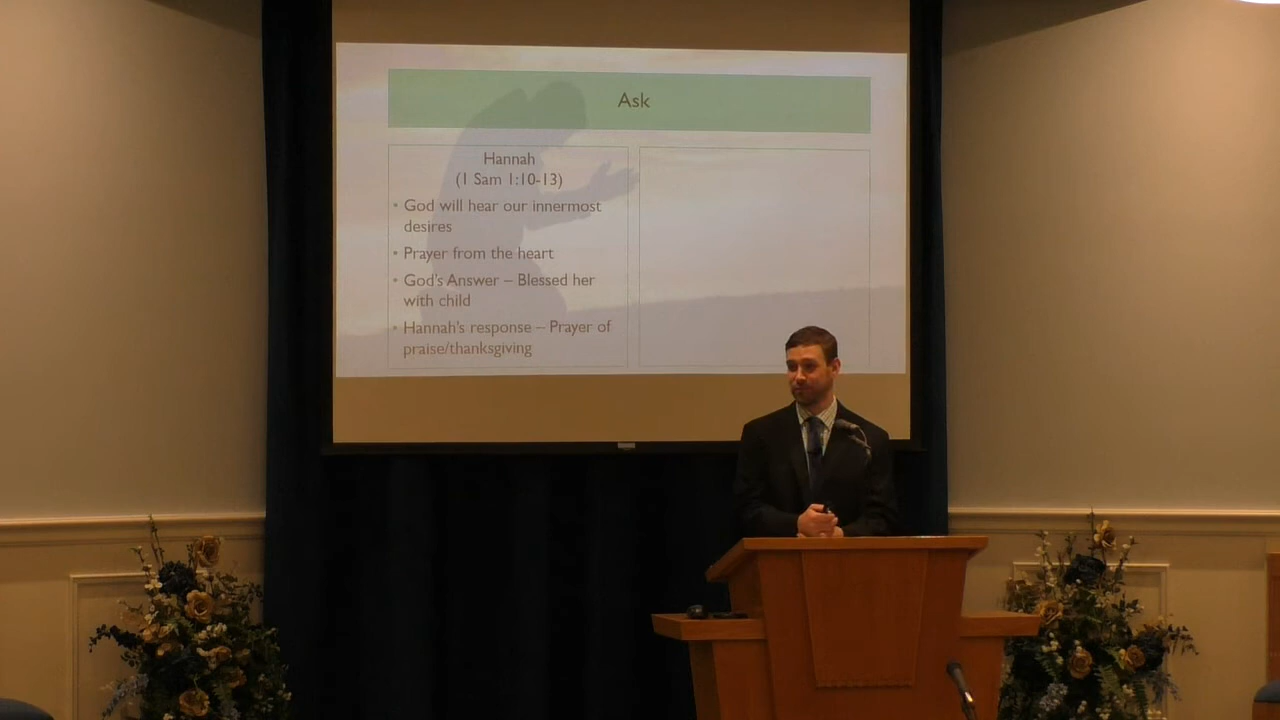 Ask
Hannah
(1 Sam 1:10-13)
• God will hear our innermost
desires
• Prayer from the heart
• God's Answer – Blessed her
with child
• Hannah's response – Prayer of
praise/thanksgiving